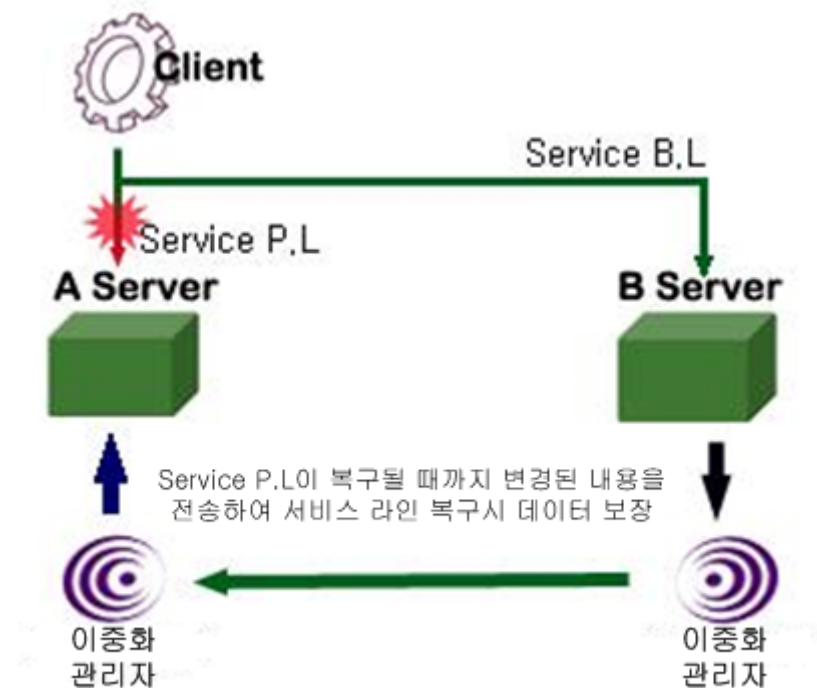 Client
Service B.L
Service P.L
A Server
B Server
Service P.L이 복구될 때까지 변경된 내용을
전송하여 서비스 라인 복구시 데이터 보장
이중화
관리자
이중화
관리자